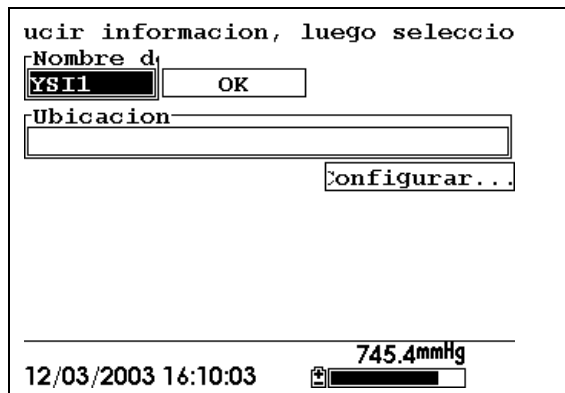 ucir informacion, luego seleccio
Nombre d
YSI1 OK
Ubicacion
Configurar...
745.4mmHg
12/03/2003 16:10:03